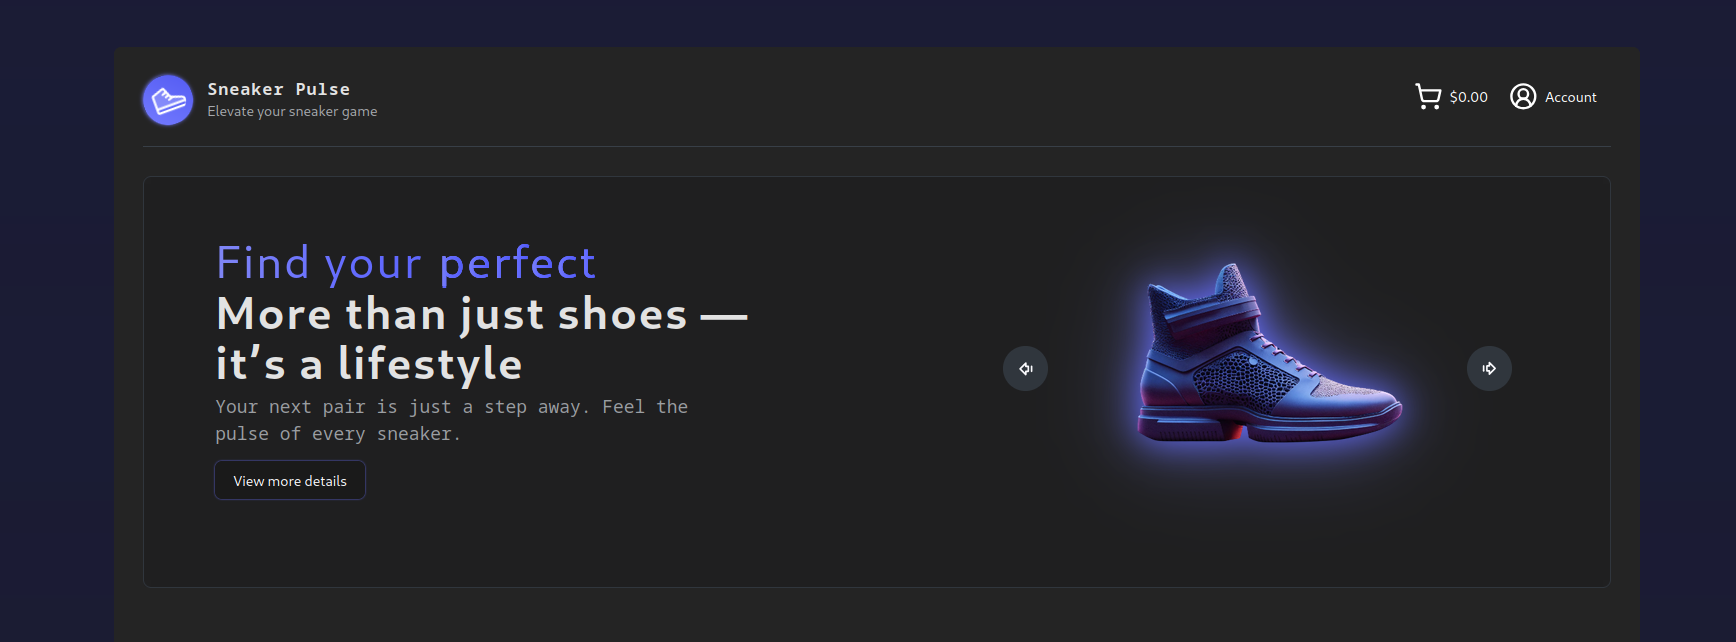 Sneaker Pulse
Elevate your sneaker game
$0.00
Account
Find your perfect
More than just shoes —
it’s a lifestyle
Your next pair is just a step away. Feel the
pulse of every sneaker.
View more details